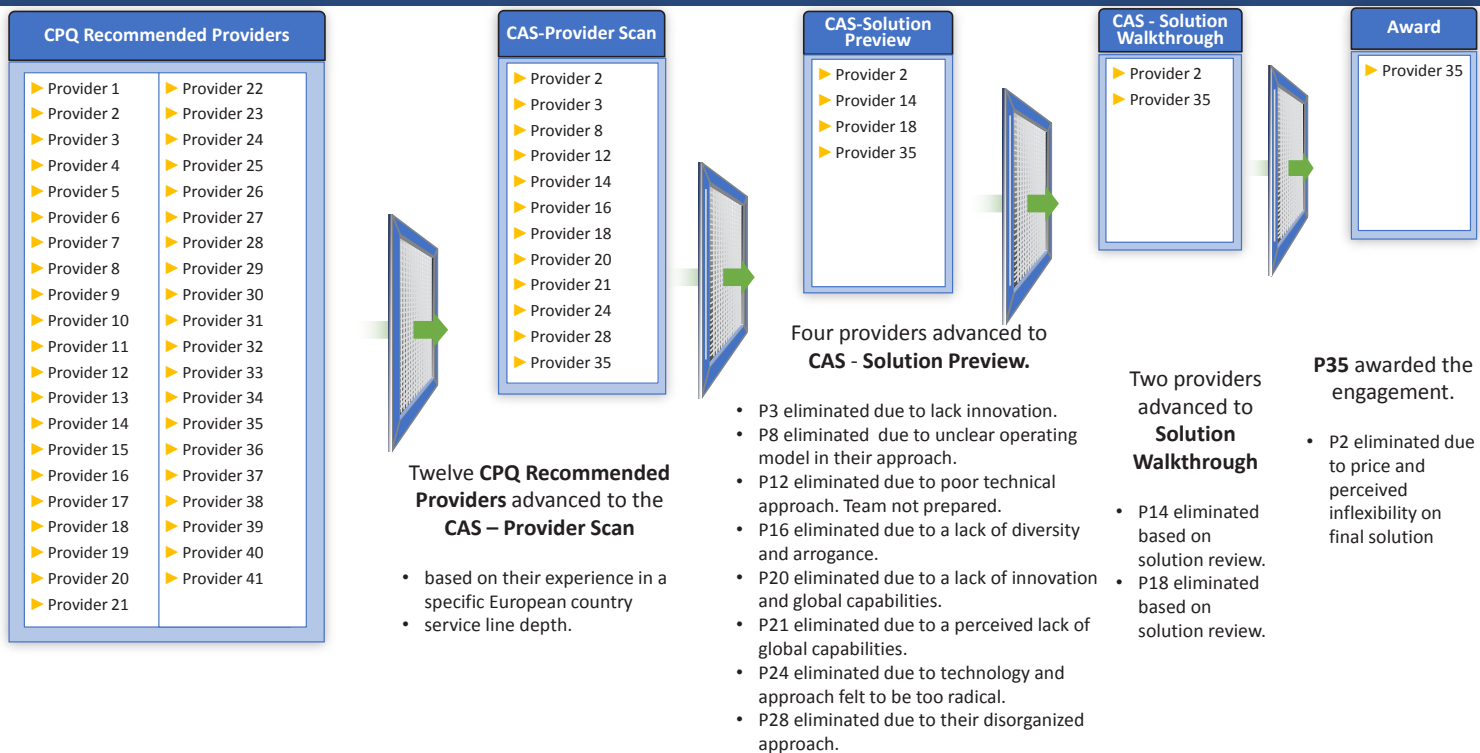 CPQ Recommended Providers
Provider 1
Provider 2
Provider 3
Provider 4
Provider 5
Provider 6
Provider 7
Provider 8
Provider 9
Provider 10
Provider 11
Provider 12
Provider 13
Provider 14
Provider 15
Provider 16
Provider 17
Provider 18
Provider 19
Provider 20
Provider 21
Provider 22
Provider 23
Provider 24
Provider 25
Provider 26
Provider 27
Provider 28
Provider 29
Provider 30
Provider 31
Provider 32
Provider 33
Provider 34
Provider 35
Provider 36
Provider 37
Provider 38
Provider 39
Provider 40
Provider 41
CAS-Provider Scan
Provider 2
Provider 3
Provider 8
Provider 12
Provider 14
Provider 16
Provider 18
Provider 20
Provider 21
Provider 24
Provider 28
Provider 35
Twelve CPQ Recommended
Providers advanced to the
CAS – Provider Scan
• based on their experience in a
specific European country
• service line depth.
CAS-Solution
Preview
Provider 2
Provider 14
Provider 18
Provider 35
Four providers advanced to
CAS - Solution Preview.
• P3 eliminated due to lack innovation.
• P8 eliminated due to unclear operating
model in their approach.
• P12 eliminated due to poor technical
approach. Team not prepared.
• P16 eliminated due to a lack of diversity
and arrogance.
• P20 eliminated due to a lack of innovation
and global capabilities.
• P21 eliminated due to a perceived lack of
global capabilities.
• P24 eliminated due to technology and
approach felt to be too radical.
• P28 eliminated due to their disorganized
approach.
CAS - Solution
Walkthrough
Provider 2
Provider 35
Two providers
advanced to
Solution
Walkthrough
• P14 eliminated
based on
solution review.
• P18 eliminated
based on
solution review.
Award
Provider 35
P35 awarded the
engagement.
• P2 eliminated due
to price and
perceived
inflexibility on
final solution